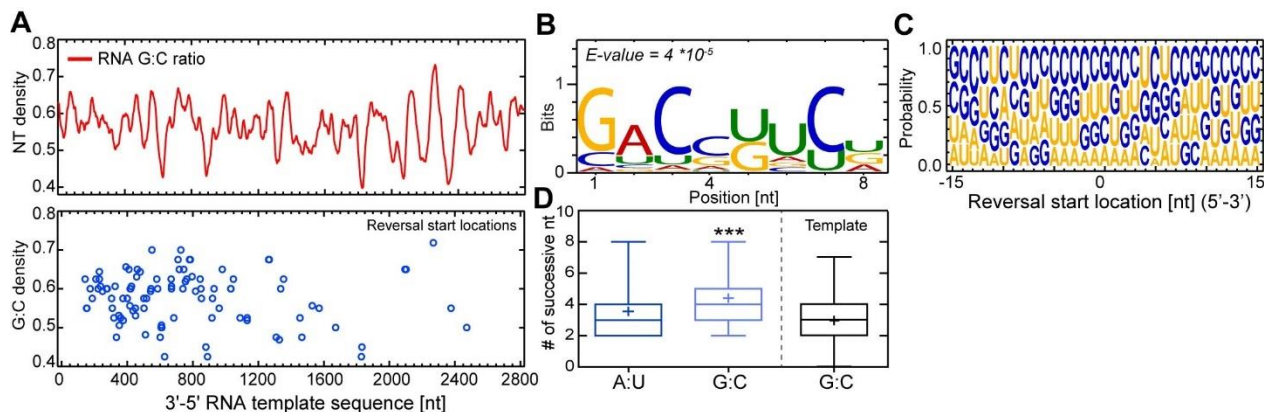 A
0.8
0.7
0.6
0.5
0.4
NT density
RNA G:C ratio
0.8
0.7
0.6
0.5
0.4
G:C density
Reversal start locations
0 400 800 1200 1600 2000 2400 2800
3'-5' RNA template sequence [nt]
B
E-value = 4 *10-5
Bits
1
0
1 4 8
Position [nt]
C
1.0
0.5
0.0
Probability
-15 0 15
Reversal start location [nt] (5'-3')
D
10
8
6
4
2
0
# of successive nt
***
Template
A:U G:C G:C